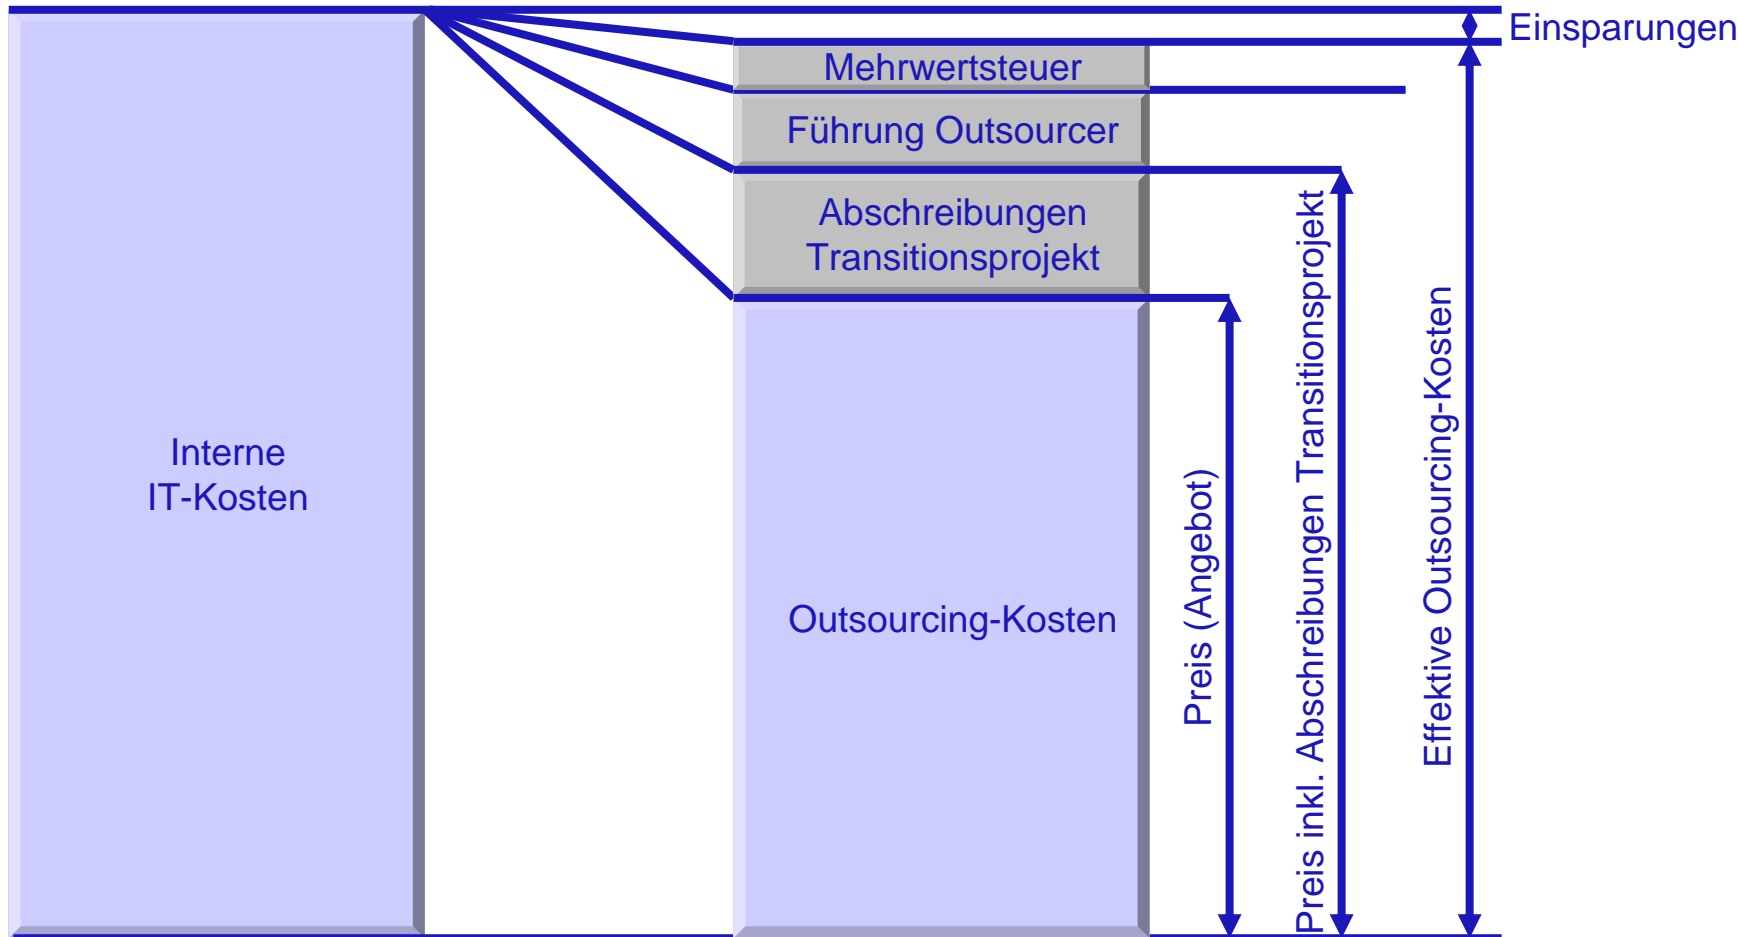 Einsparungen
Mehrwertsteuer
Führung Outsourcer
Abschreibungen
Transitionsprojekt
Interne
IT-Kosten
Outsourcing-Kosten
Preis (Angebot)
Preis inkl. Abschreibungen Transitionsprojekt
Effektive Outsourcing-Kosten